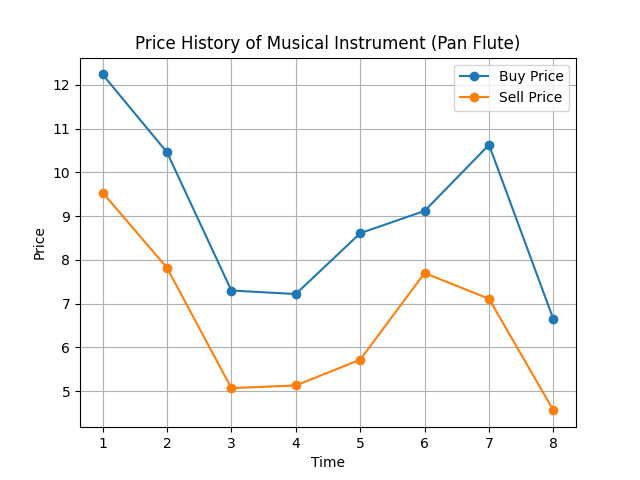 Price History of Musical Instrument (Pan Flute)
Buy Price
Sell Price
12
11
10
9
8
7
6
5
Price
1 2 3 4 5 6 7 8
Time